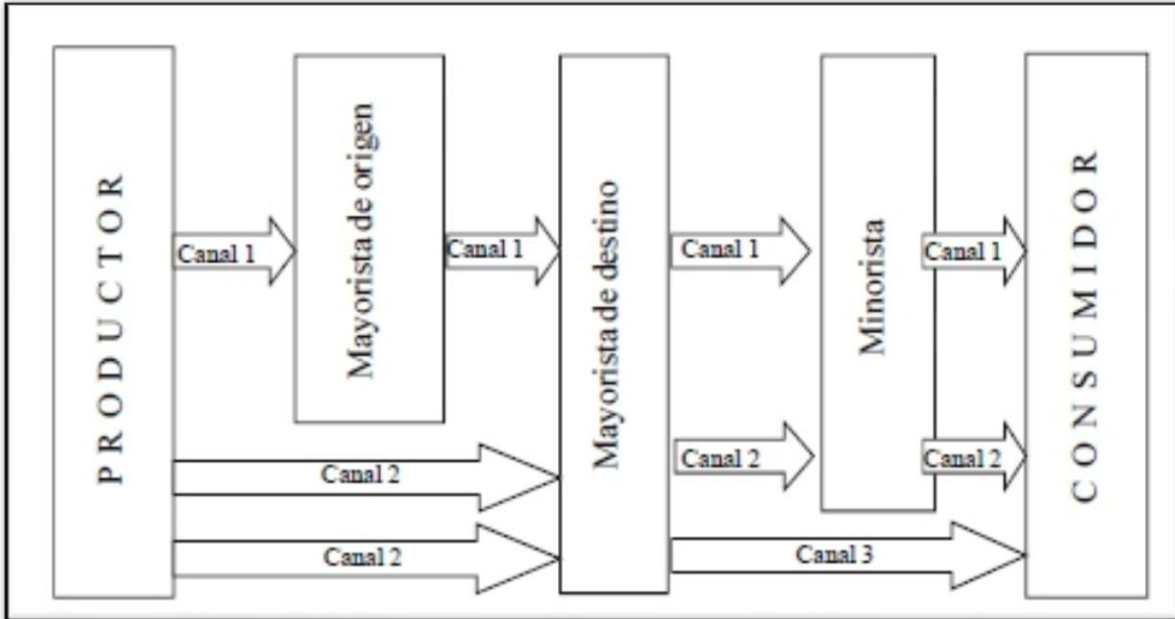 PRODUCTOR
Canal 1
Mayorista de origen
Canal 1
Mayorista de destino
Canal 1
Minorista
Canal 1
CONSUMIDOR
Canal 2
Canal 2
Canal 2
Canal 2
Canal 3